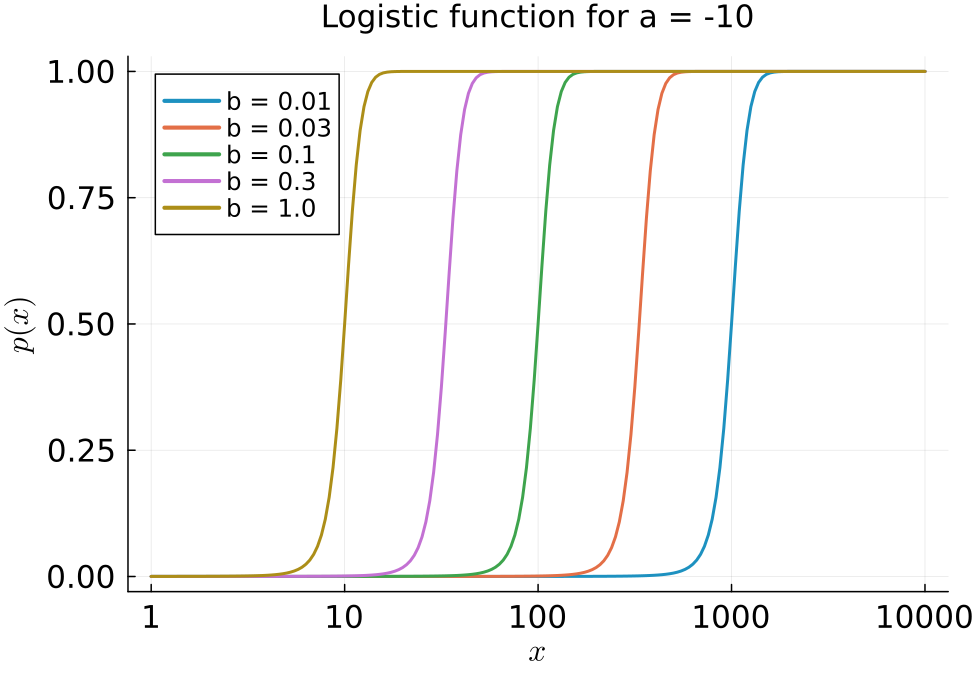 Logistic function for a = -10
1.00
0.75
0.50
0.25
0.00
p(x)
b = 0.01
b = 0.03
b = 0.1
b = 0.3
b = 1.0
1 10 100 1000 10000
x